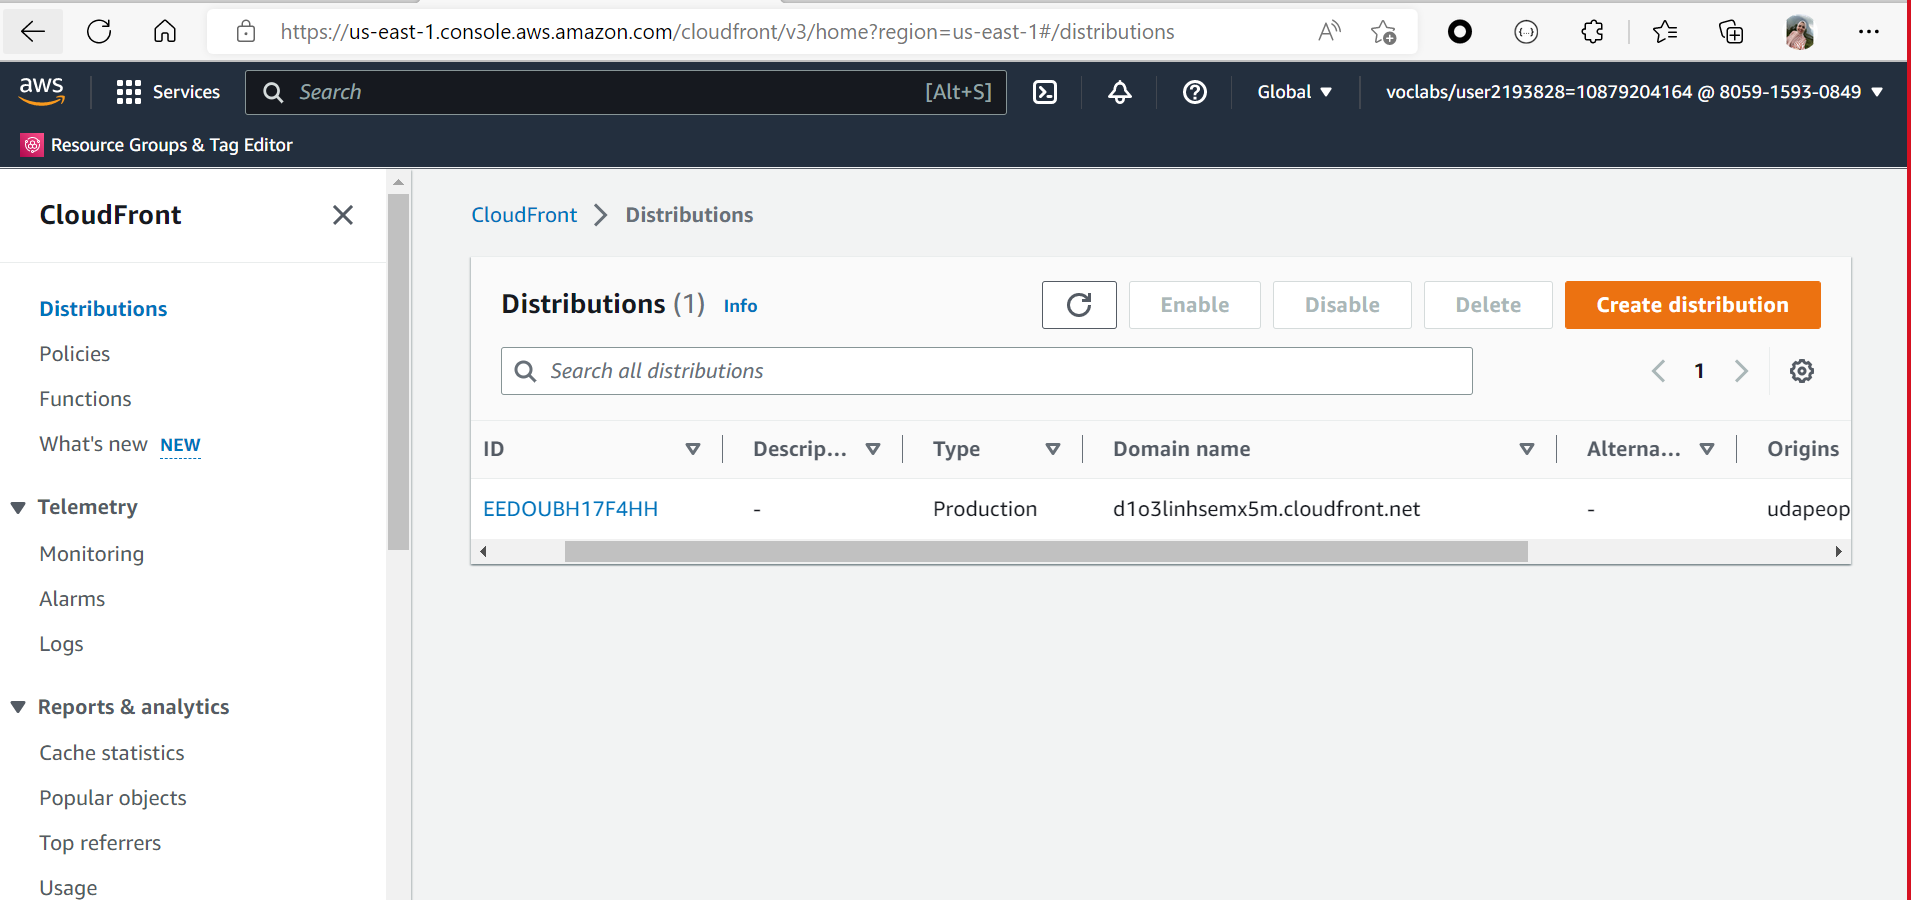 https://us-east-1.console.aws.amazon.com/cloudfront/v3/home?region=us-east-1#/distributions
aws
Services
Search
[Alt+S]
Global
voclabs/user2193828=10879204164 @ 8059-1593-0849
Resource Groups & Tag Editor
CloudFront
Distributions
Policies
Functions
What's new NEW
Telemetry
Monitoring
Alarms
Logs
Reports & analytics
Cache statistics
Popular objects
Top referrers
Usage
CloudFront > Distributions
Distributions (1) Info
Enable
Disable
Delete
Create distribution
Search all distributions
1
ID Descrip... Type Domain name Alterna... Origins
EEDOUBH17F4HH - Production d1o3linhsemx5m.cloudfront.net - udapeop